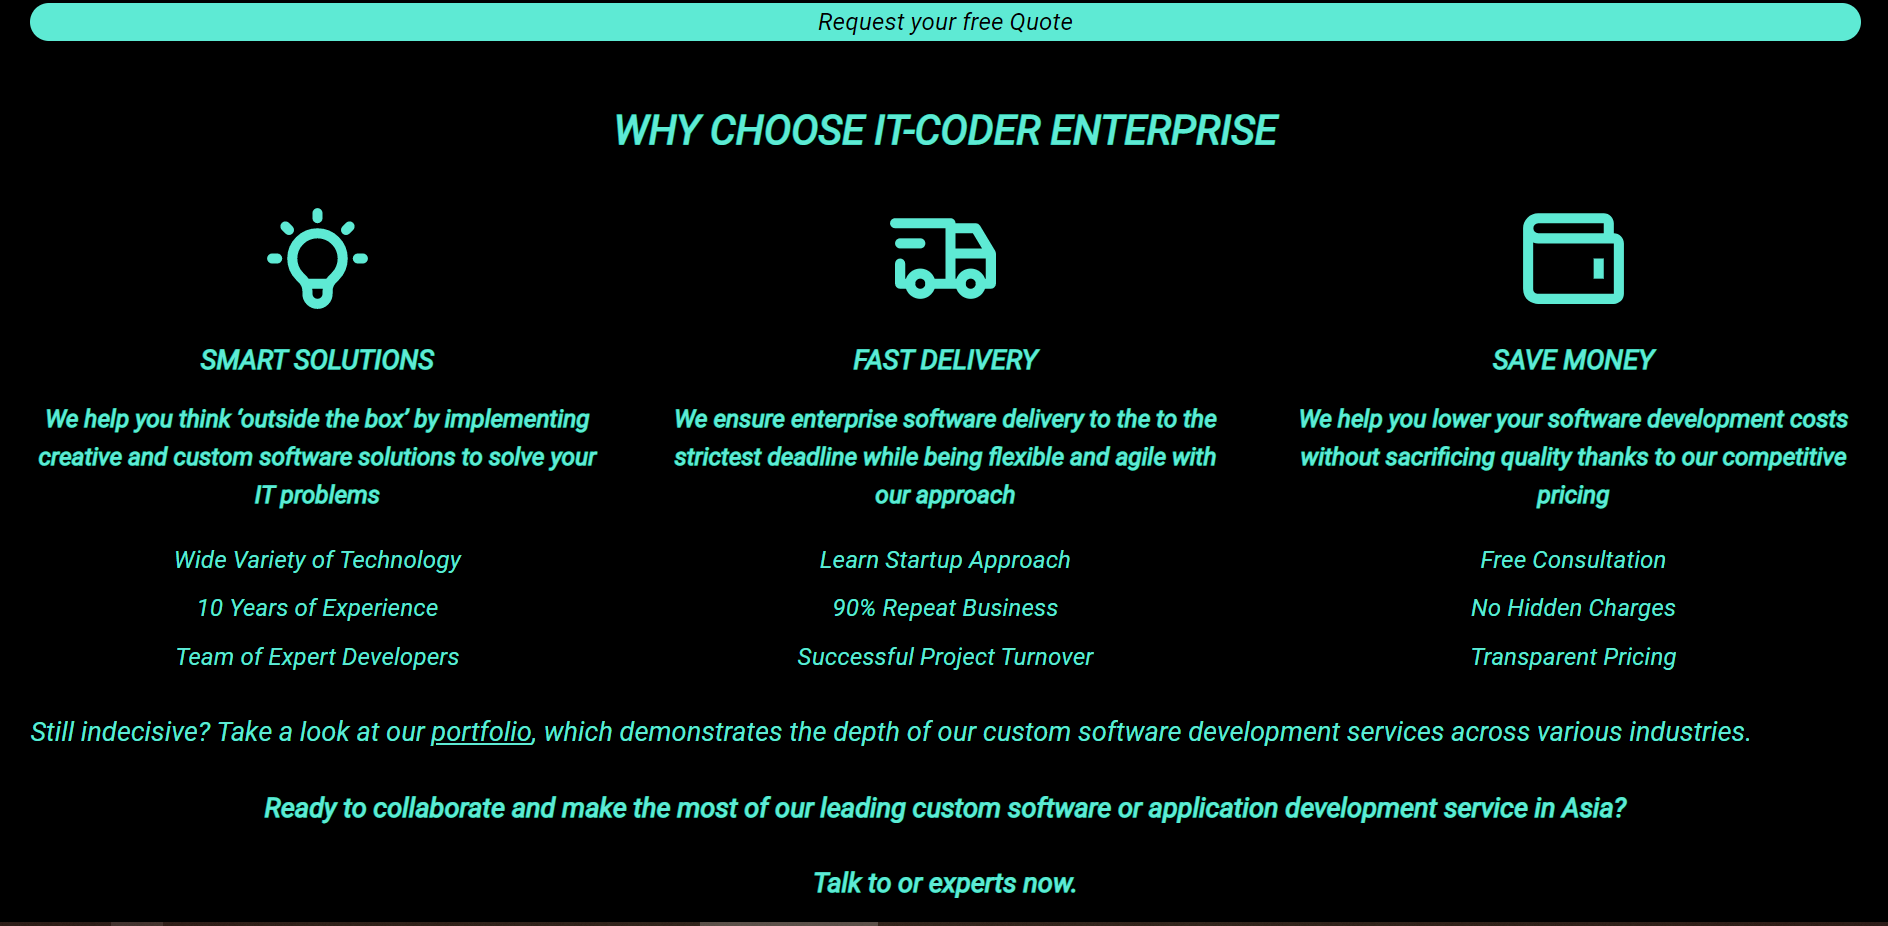 Request your free Quote
WHY CHOOSE IT-CODER ENTERPRISE
SMART SOLUTIONS
We help you think ‘outside the box’ by implementing
creative and custom software solutions to solve your
IT problems
Wide Variety of Technology
10 Years of Experience
Team of Expert Developers
FAST DELIVERY
We ensure enterprise software delivery to the to the
strictest deadline while being flexible and agile with
our approach
Learn Startup Approach
90% Repeat Business
Successful Project Turnover
SAVE MONEY
We help you lower your software development costs
without sacrificing quality thanks to our competitive
pricing
Free Consultation
No Hidden Charges
Transparent Pricing
Still indecisive? Take a look at our portfolio, which demonstrates the depth of our custom software development services across various industries.
Ready to collaborate and make the most of our leading custom software or application development service in Asia?
Talk to or experts now.